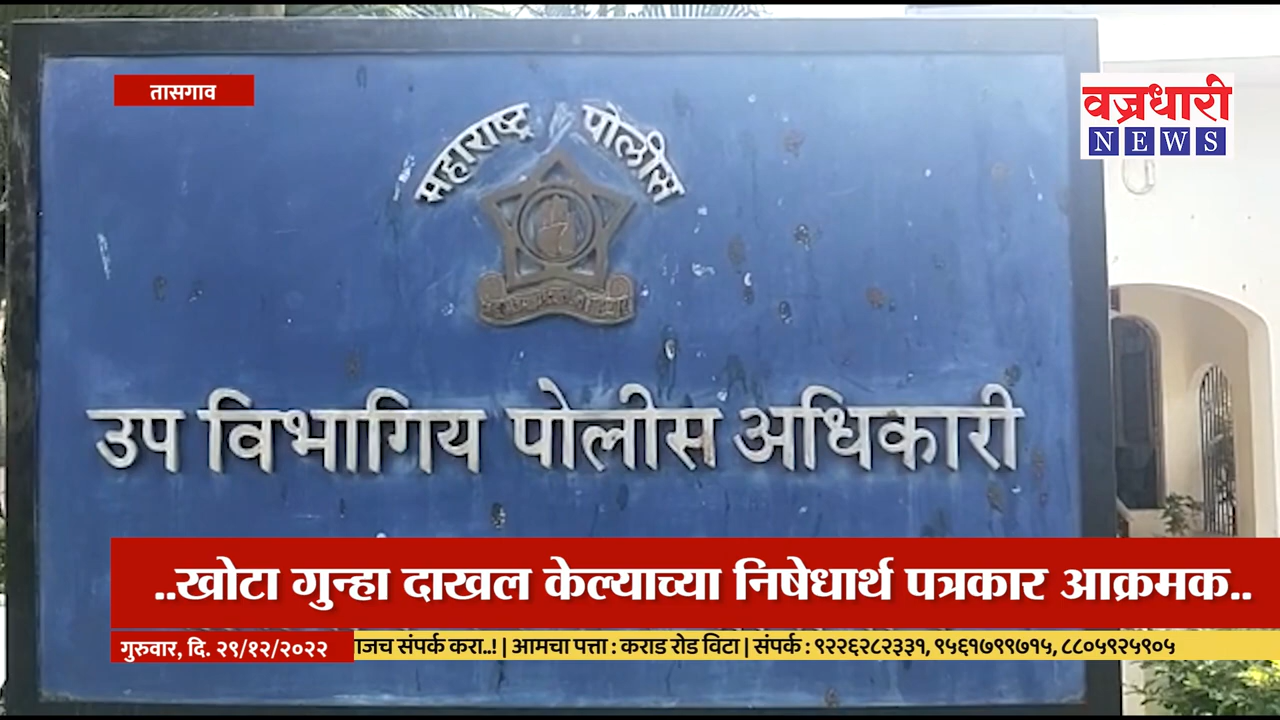 तासगाव
वज्रधारी
NEWS
महाराष्ट्र पोलीस
उप विभागिय पोलीस अधिकारी
..खोटा गुन्हा दाखल केल्याच्या निषेधार्थ पत्रकार आक्रमक..
गुरुवार, दि. २९/१२/२०२२
ाजच संपर्क करा..! | आमचा पत्ता : कराड रोड विटा | संपर्क : ९२२६२८२३३१, ९५६१७९९७१५, ८८०५९२५९०५